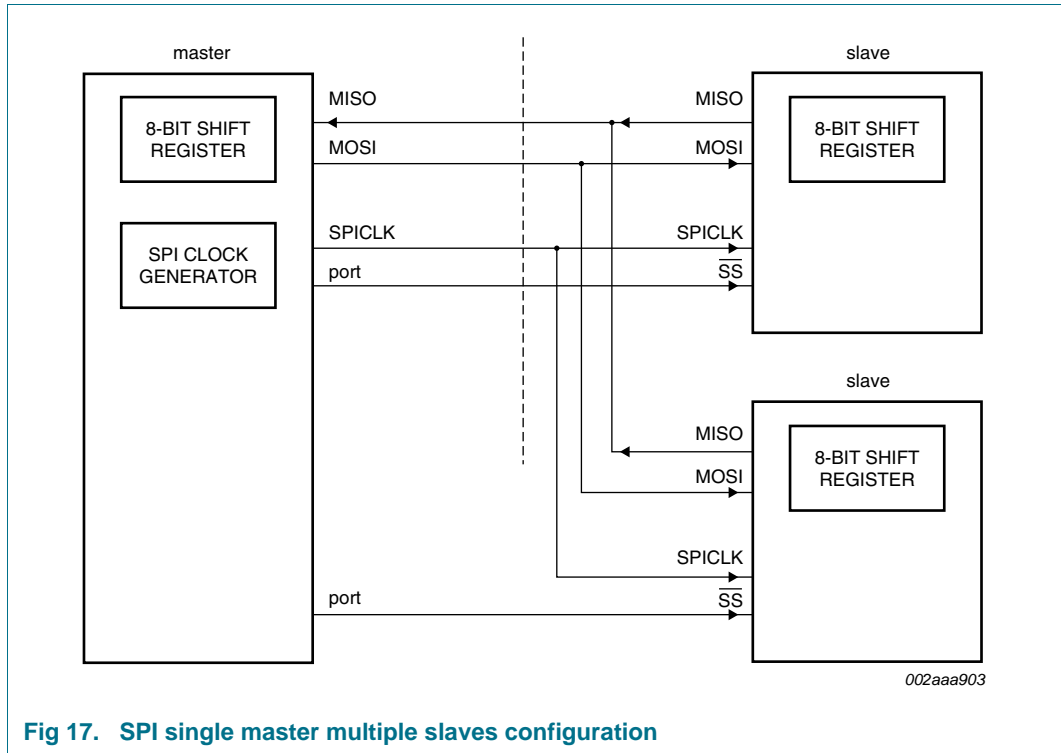 master
slave
MISO
MISO
8-BIT SHIFT
REGISTER
8-BIT SHIFT
REGISTER
MOSI
MOSI
SPICLK
SPICLK
SPI CLOCK
GENERATOR
port
SS
slave
MISO
8-BIT SHIFT
REGISTER
MOSI
SPICLK
port
SS
002aaa903
Fig 17. SPI single master multiple slaves configuration